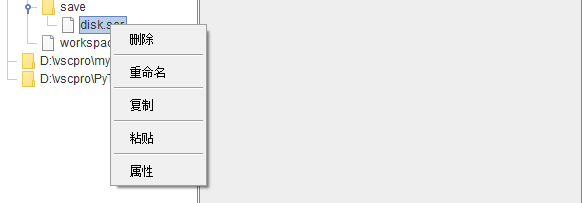 save
disk.ser
删除
workspac
重命名
D:\vscpro\my
D:\vscpro\PyT
复制
粘贴
属性